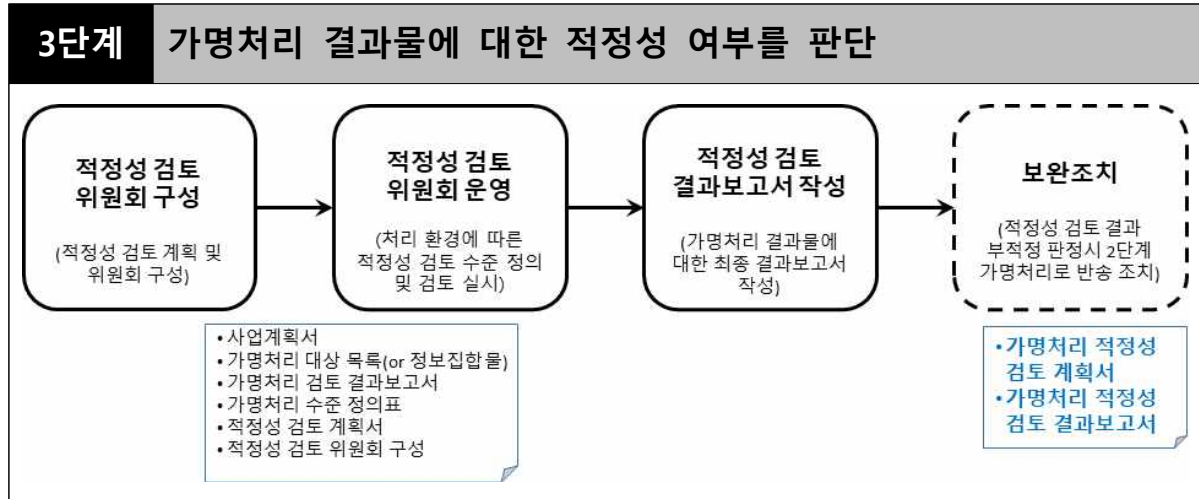 3단계 가명처리 결과물에 대한 적정성 여부를 판단
적정성 검토
위원회 구성
(적정성 검토 계획 및
위원회 구성)
적정성 검토
위원회 운영
(처리 환경에 따른
적정성 검토 수준 정의
및 검토 실시)
적정성 검토
결과보고서 작성
(가명처리 결과물에
대한 최종 결과보고서
작성)
보완조치
(적정성 검토 결과
부적정 판정시 2단계
가명처리로 반송 조치)
•사업계획서
•가명처리 대상 목록(or 정보집합물)
•가명처리 검토 결과보고서
•가명처리 수준 정의표
•적정성 검토 계획서
•적정성 검토 위원회 구성
•가명처리 적정성
검토 계획서
•가명처리 적정성
검토 결과보고서